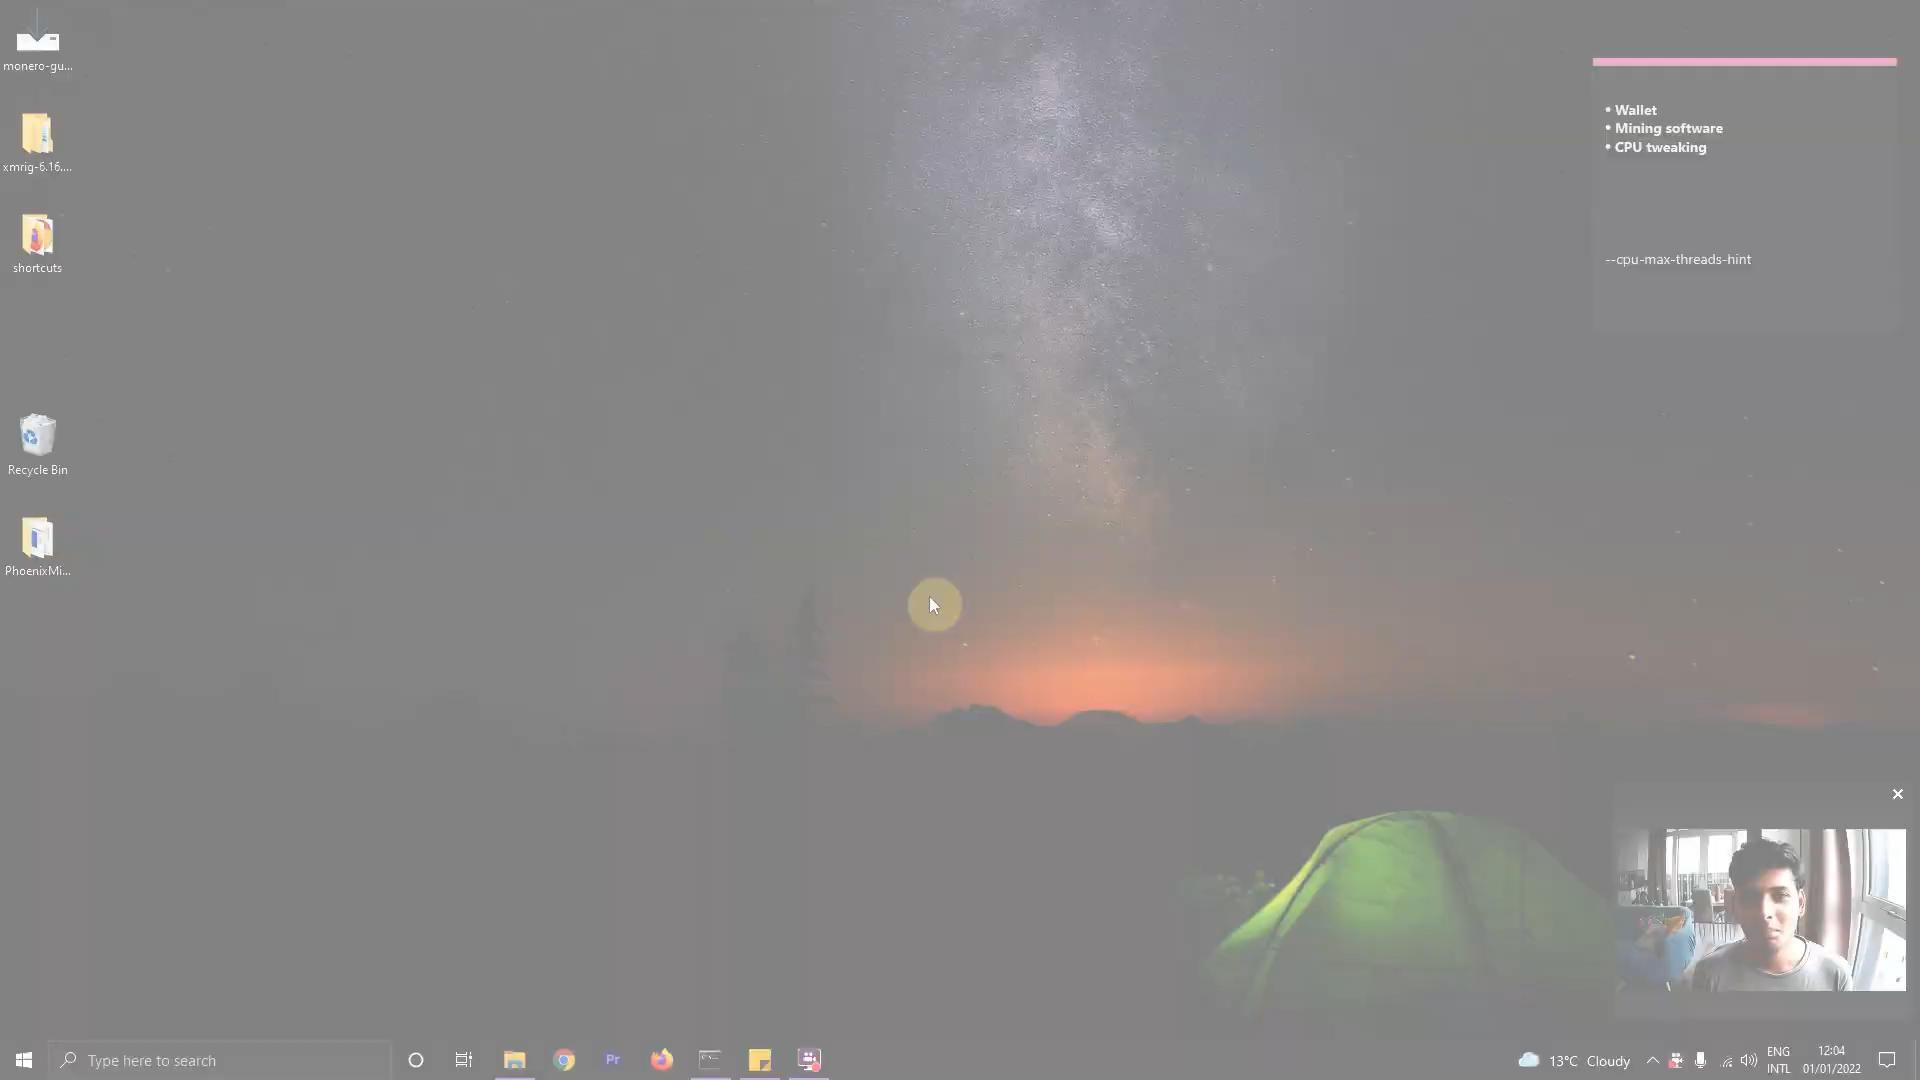 monero-gu...
xmrig-6.16....
shortcuts
Recycle Bin
PhoenixMi...
• Wallet
• Mining software
• CPU tweaking
--cpu-max-threads-hint
Type here to search
Pr
13°C Cloudy
ENG
INTL
12:04
01/01/2022